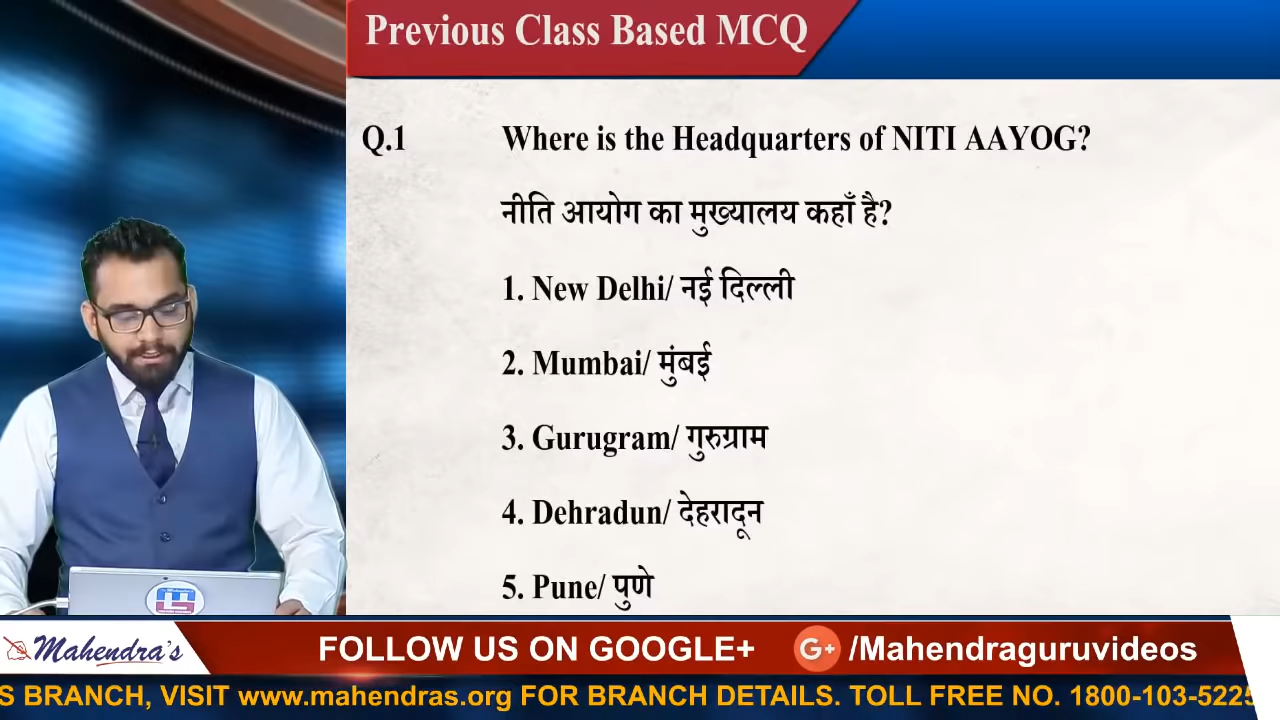 Previous Class Based MCQ
Q.1 Where is the Headquarters of NITI AAYOG?
नीति आयोग का मुख्यालय कहाँ है?
1. New Delhi/ नई दिल्ली
2. Mumbai/ मुंबई
3. Gurugram/ गुरुग्राम
4. Dehradun/ देहरादून
5. Pune/ पुणे
Mahendra's FOLLOW US ON GOOGLE+ G+ /Mahendraguruvideos
S BRANCH, VISIT www.mahendras.org FOR BRANCH DETAILS. TOLL FREE NO. 1800-103-5225